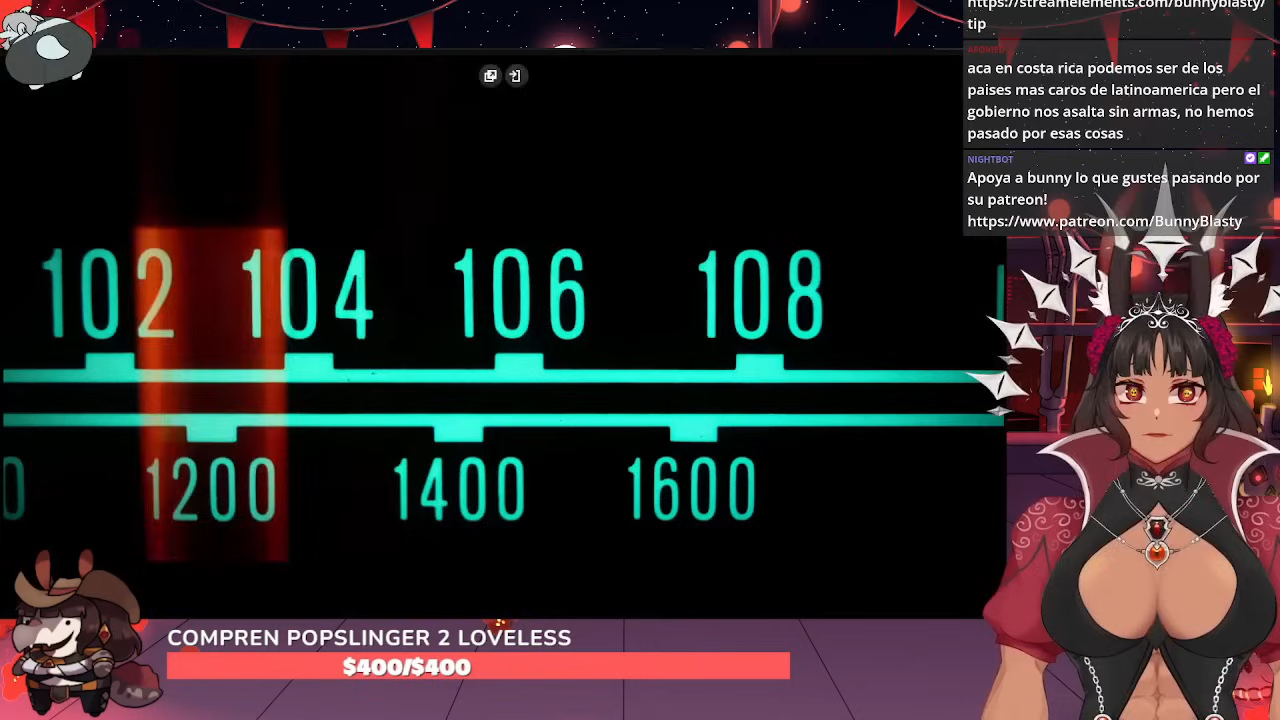 https://streamelements.com/bunnyblasty/
tip
aca en costa rica podemos ser de los
paises mas caros de latinoamerica pero el
gobierno nos asalta sin armas, no hemos
pasado por esas cosas
NIGHTBOT
Apoya a bunny lo que gustes pasando por
su patreon!
https://www.patreon.com/BunnyBlasty
102 104 106 108
0 1200 1400 1600
COMPREN POPSLINGER 2 LOVELESS
$400/$400